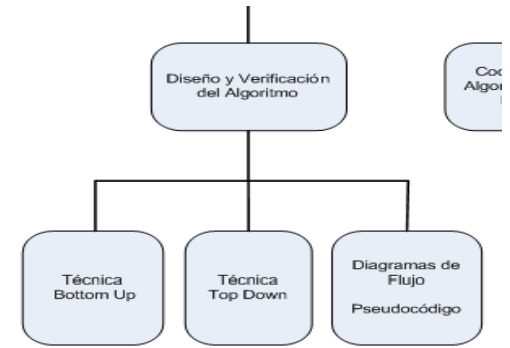 Diseño y Verificación
del Algoritmo
Técnica
Bottom Up
Técnica
Top Down
Diagramas de
Flujo
Pseudocódigo